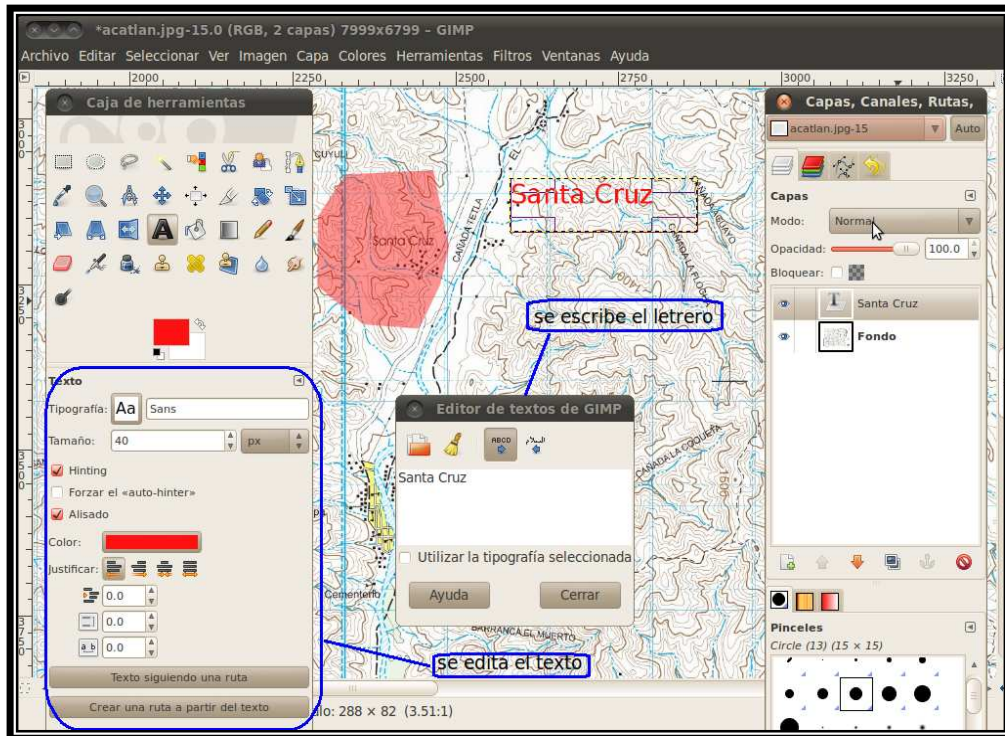 *acatlan.jpg-15.0 (RGB, 2 capas) 7999x6799 – GIMP
Archivo Editar Seleccionar Ver Imagen Capa Colores Herramientas Filtros Ventanas Ayuda
2000 2250 2500 2750 3000 3250
Caja de herramientas
Texto
Tipografía: Aa Sans
Tamaño: 40 px
Hinting
Forzar el «auto-hinter»
Alisado
Color:
Justificar:
0.0
0.0
0.0
Texto siguiendo una ruta
Crear una ruta a partir del texto
Santa Cruz
CAÑADA TETLA
EL
Santa Cruz
se escribe el letrero
Editor de textos de GIMP
ABCD
Santa Cruz
Utilizar la tipografía seleccionada
Ayuda Cerrar
CAÑADA LA COQUETA
1500
1400
Cementerio
BARRANCA EL MUERTO
se edita el texto
288 × 82 (3.51:1)
Capas, Canales, Rutas,
acatlan.jpg-15 Auto
Capas
Modo: Normal
Opacidad: 100.0
Bloquear:
Santa Cruz
Fondo
Pinceles
Circle (13) (15 × 15)